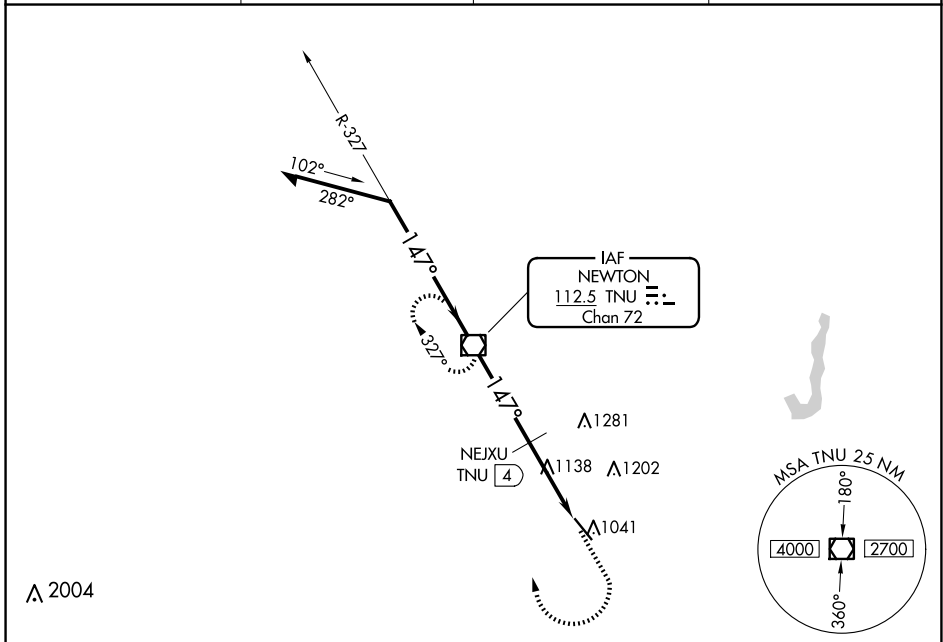 R-327
102°
282°
147°
IAF
NEWTON
112.5 TNU
Chan 72
327°
147°
1281
NEJXU
TNU 4
1138
1202
1041
MSA TNU 25 NM
180°
4000
2700
360°
2004